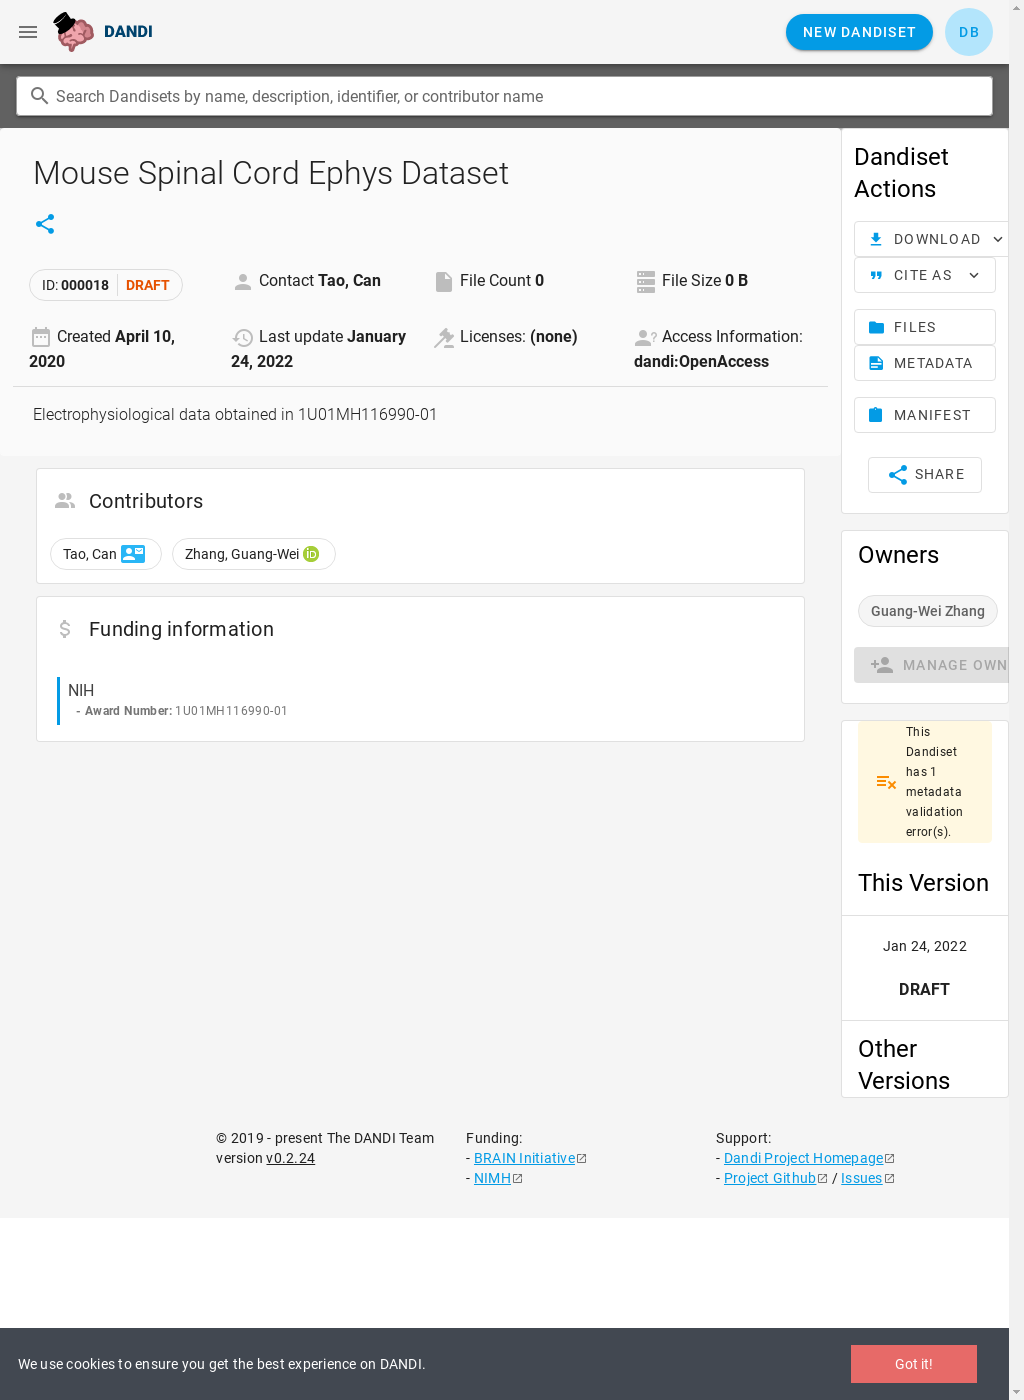 DANDI
NEW DANDISET
DB
Search Dandisets by name, description, identifier, or contributor name
Mouse Spinal Cord Ephys Dataset
ID: 000018 DRAFT
Contact Tao, Can
File Count 0
File Size 0 B
Created April 10,
2020
Last update January
24, 2022
Licenses: (none)
Access Information:
dandi:OpenAccess
Electrophysiological data obtained in 1U01MH116990-01
Contributors
Tao, Can
Zhang, Guang-Wei iD
Funding information
NIH
- Award Number: 1U01MH116990-01
Dandiset
Actions
DOWNLOAD
CITE AS
FILES
METADATA
MANIFEST
SHARE
Owners
Guang-Wei Zhang
MANAGE OWN
This
Dandiset
has 1
metadata
validation
error(s).
This Version
Jan 24, 2022
DRAFT
Other
Versions
© 2019 - present The DANDI Team
version v0.2.24
Funding:
- BRAIN Initiative
- NIMH
Support:
- Dandi Project Homepage
- Project Github / Issues
We use cookies to ensure you get the best experience on DANDI.
Got it!